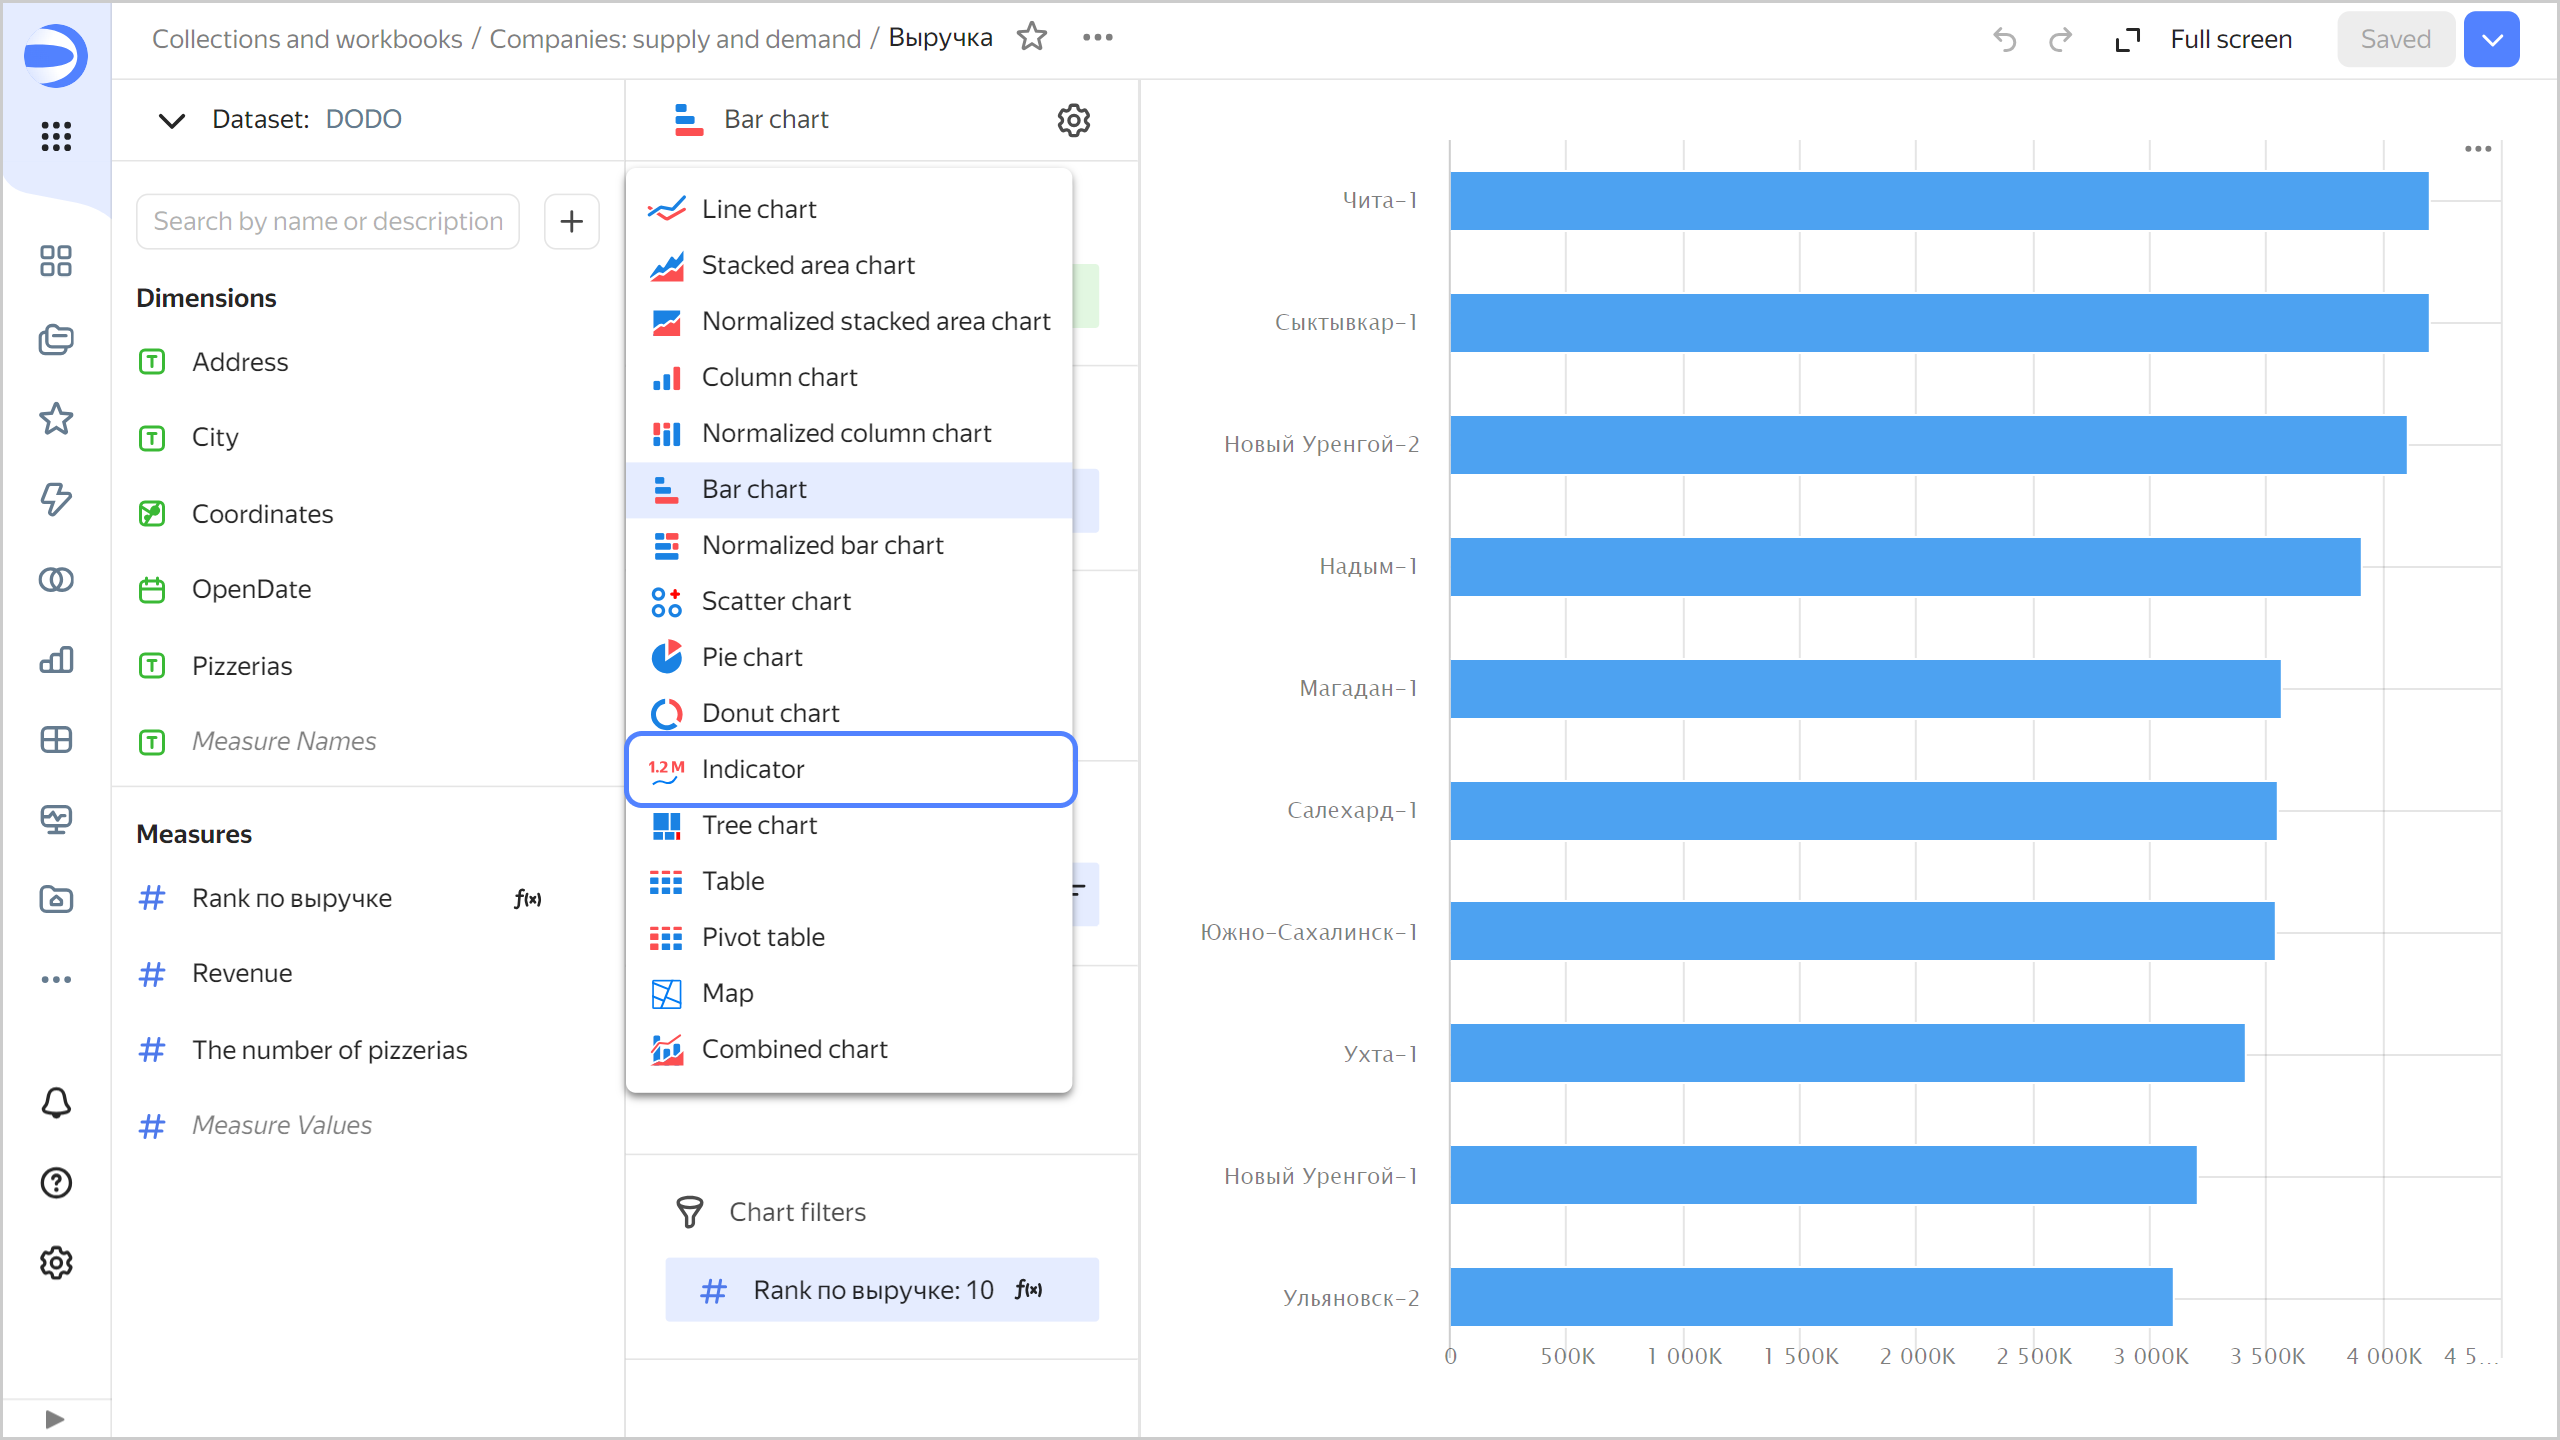 Collections and workbooks / Companies: supply and demand / Выручка
Full screen
Saved
Dataset: DODO
Search by name or description
Dimensions
Address
City
Coordinates
OpenDate
Pizzerias
Measure Names
Measures
Rank по выручке f(x)
Revenue
The number of pizzerias
Measure Values
Bar chart
Line chart
Stacked area chart
Normalized stacked area chart
Column chart
Normalized column chart
Bar chart
Normalized bar chart
Scatter chart
Pie chart
Donut chart
1.2 M Indicator
Tree chart
Table
Pivot table
Map
Combined chart
Chart filters
Rank по выручке: 10 f(x)
Чита-1
Сыктывкар-1
Новый Уренгой-2
Надым-1
Магадан-1
Салехард-1
Южно-Сахалинск-1
Ухта-1
Новый Уренгой-1
Ульяновск-2
0 500K 1 000K 1 500K 2 000K 2 500K 3 000K 3 500K 4 000K 4 5...